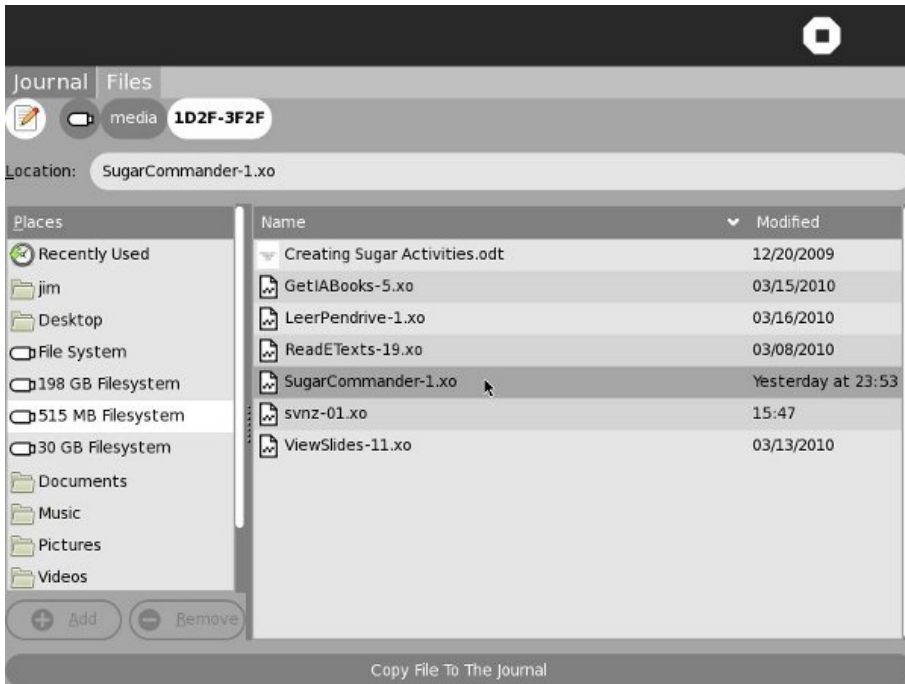 Journal Files
media 1D2F-3F2F
Location: SugarCommander-1.xo
Places
Recently Used
jim
Desktop
File System
198 GB Filesystem
515 MB Filesystem
30 GB Filesystem
Documents
Music
Pictures
Videos
Add Remove
Name Modified
Creating Sugar Activities.odt 12/20/2009
GetIABooks-5.xo 03/15/2010
LeerPendrive-1.xo 03/16/2010
ReadETexts-19.xo 03/08/2010
SugarCommander-1.xo Yesterday at 23:53
svnz-01.xo 15:47
ViewSlides-11.xo 03/13/2010
Copy File To The Journal